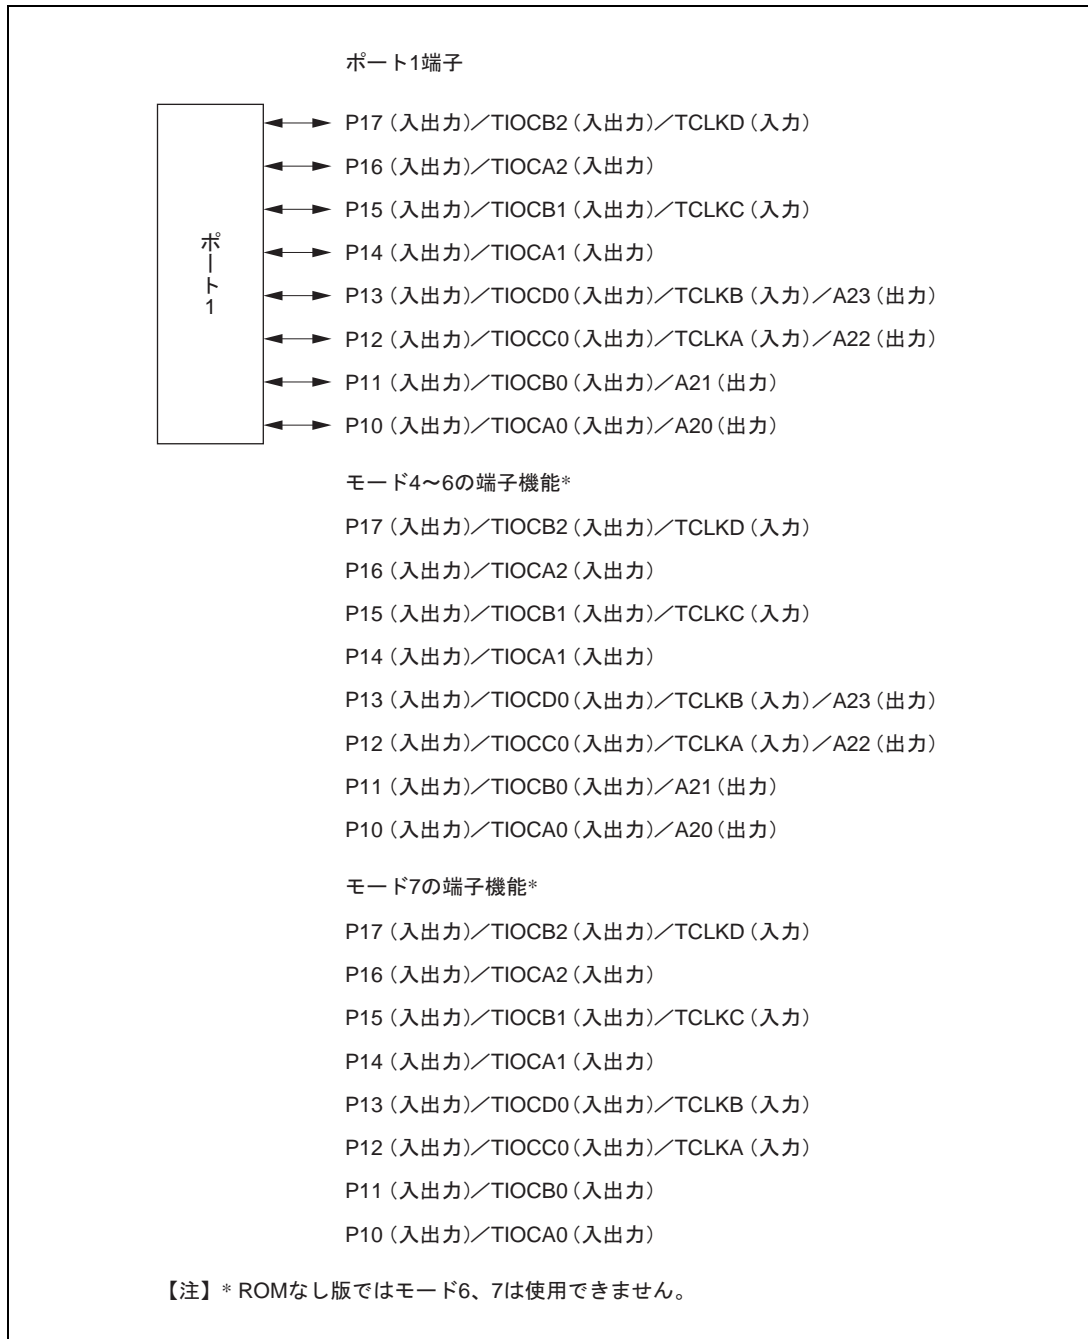 ポート1端子
ポート1
P17（入出力）／TIOCB2（入出力）／TCLKD（入力）
P16（入出力）／TIOCA2（入出力）
P15（入出力）／TIOCB1（入出力）／TCLKC（入力）
P14（入出力）／TIOCA1（入出力）
P13（入出力）／TIOCD0（入出力）／TCLKB（入力）／A23（出力）
P12（入出力）／TIOCC0（入出力）／TCLKA（入力）／A22（出力）
P11（入出力）／TIOCB0（入出力）／A21（出力）
P10（入出力）／TIOCA0（入出力）／A20（出力）
モード4～6の端子機能*
P17（入出力）／TIOCB2（入出力）／TCLKD（入力）
P16（入出力）／TIOCA2（入出力）
P15（入出力）／TIOCB1（入出力）／TCLKC（入力）
P14（入出力）／TIOCA1（入出力）
P13（入出力）／TIOCD0（入出力）／TCLKB（入力）／A23（出力）
P12（入出力）／TIOCC0（入出力）／TCLKA（入力）／A22（出力）
P11（入出力）／TIOCB0（入出力）／A21（出力）
P10（入出力）／TIOCA0（入出力）／A20（出力）
モード7の端子機能*
P17（入出力）／TIOCB2（入出力）／TCLKD（入力）
P16（入出力）／TIOCA2（入出力）
P15（入出力）／TIOCB1（入出力）／TCLKC（入力）
P14（入出力）／TIOCA1（入出力）
P13（入出力）／TIOCD0（入出力）／TCLKB（入力）
P12（入出力）／TIOCC0（入出力）／TCLKA（入力）
P11（入出力）／TIOCB0（入出力）
P10（入出力）／TIOCA0（入出力）
【注】* ROMなし版ではモード6、7は使用できません。